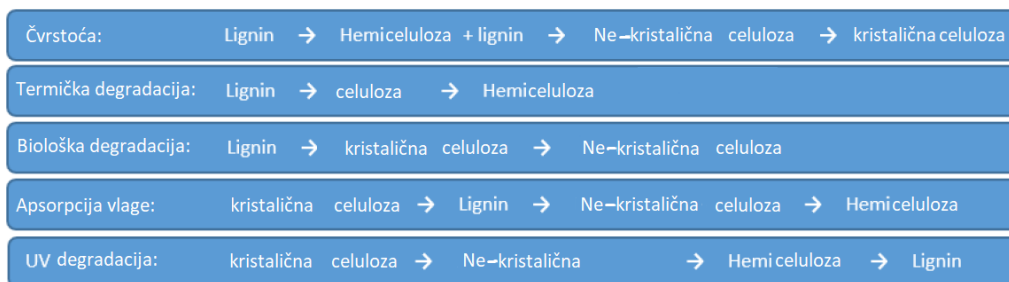 Čvrstoća: Lignin → Hemiceluloza + lignin → Ne-kristalična celuloza → kristalična celuloza
Termička degradacija: Lignin → celuloza → Hemiceluloza
Biološka degradacija: Lignin → kristalična celuloza → Ne-kristalična celuloza
Apsorpcija vlage: kristalična celuloza → Lignin → Ne-kristalična celuloza → Hemiceluloza
UV degradacija: kristalična celuloza → Ne-kristalična → Hemiceluloza → Lignin